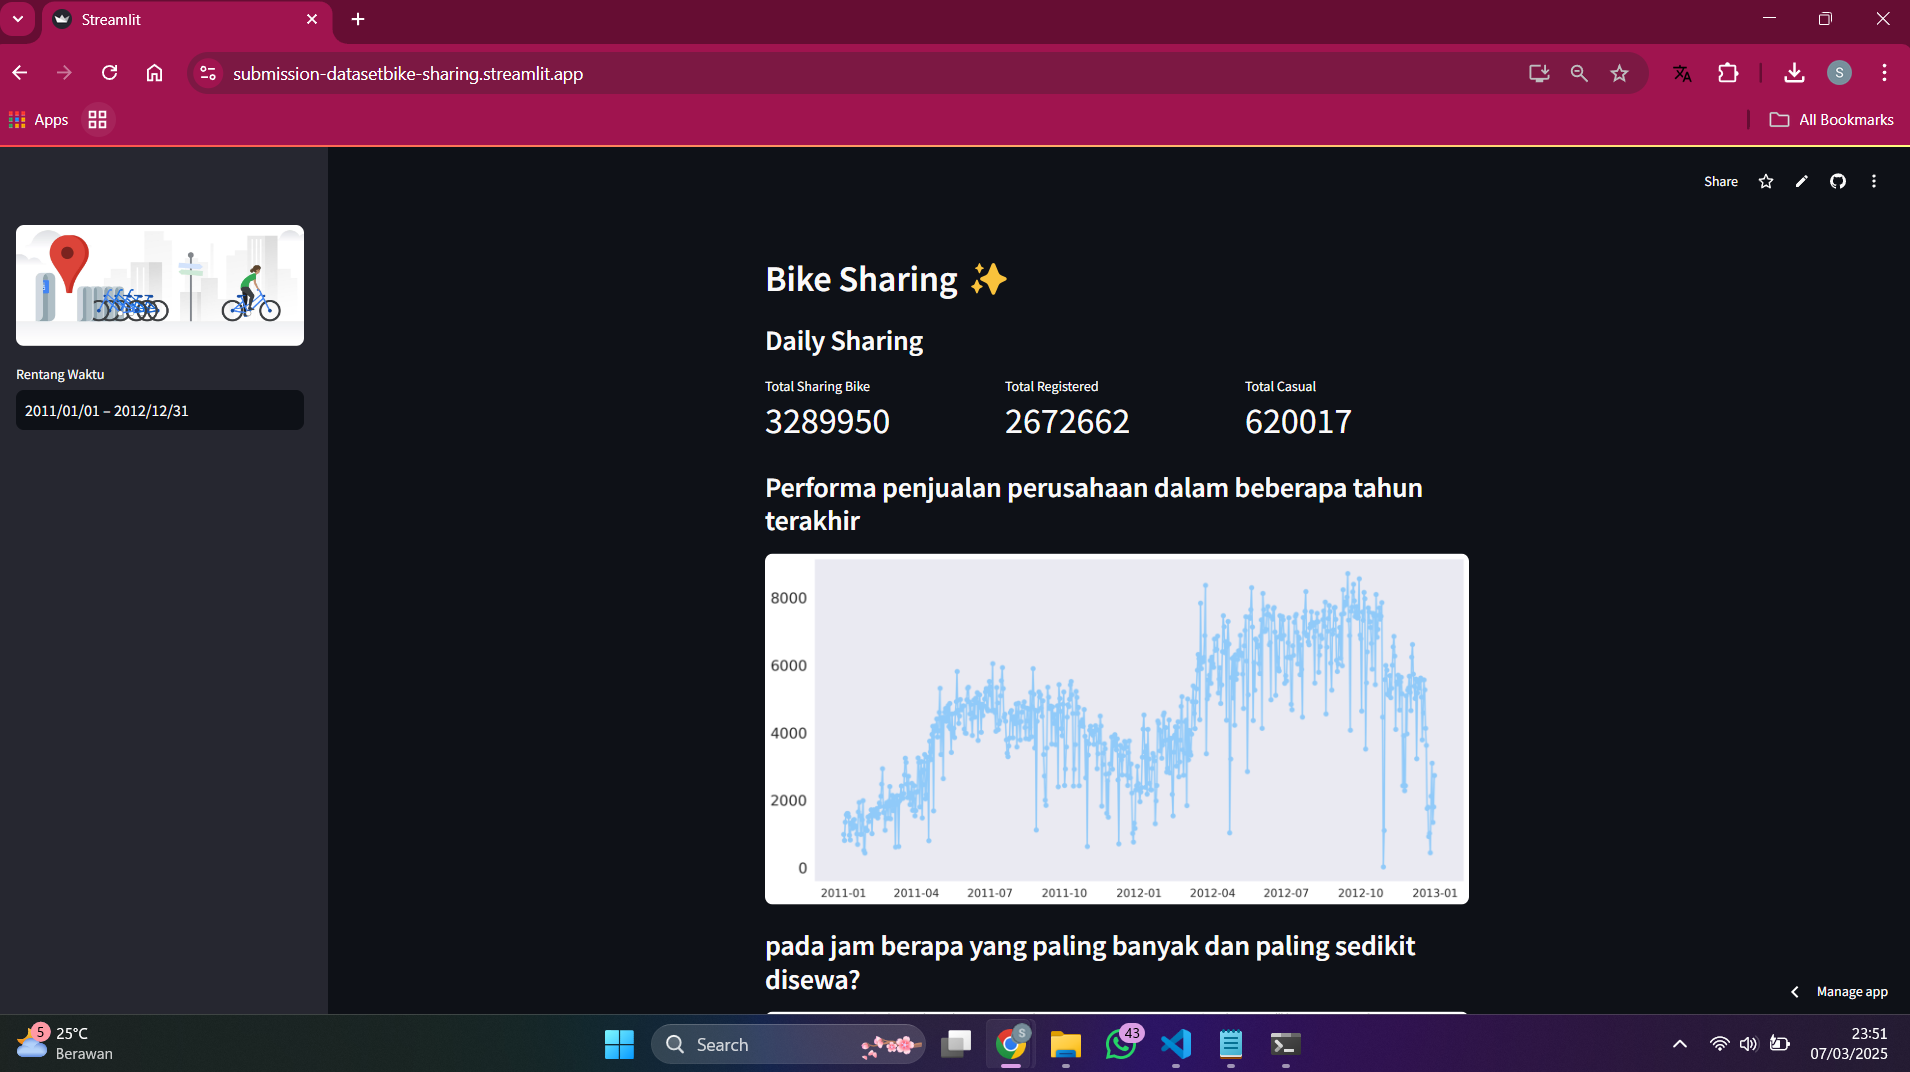 Streamlit
submission-datasetbike-sharing.streamlit.app
S
Apps
All Bookmarks
Share
Rentang Waktu
2011/01/01 – 2012/12/31
Bike Sharing ✨
Daily Sharing
Total Sharing Bike
3289950
Total Registered
2672662
Total Casual
620017
Performa penjualan perusahaan dalam beberapa tahun
terakhir
8000
6000
4000
2000
0
2011-01 2011-04 2011-07 2011-10 2012-01 2012-04 2012-07 2012-10 2013-01
pada jam berapa yang paling banyak dan paling sedikit
disewa?
Manage app
5
25°C
Berawan
Search
S
43
23:51
07/03/2025